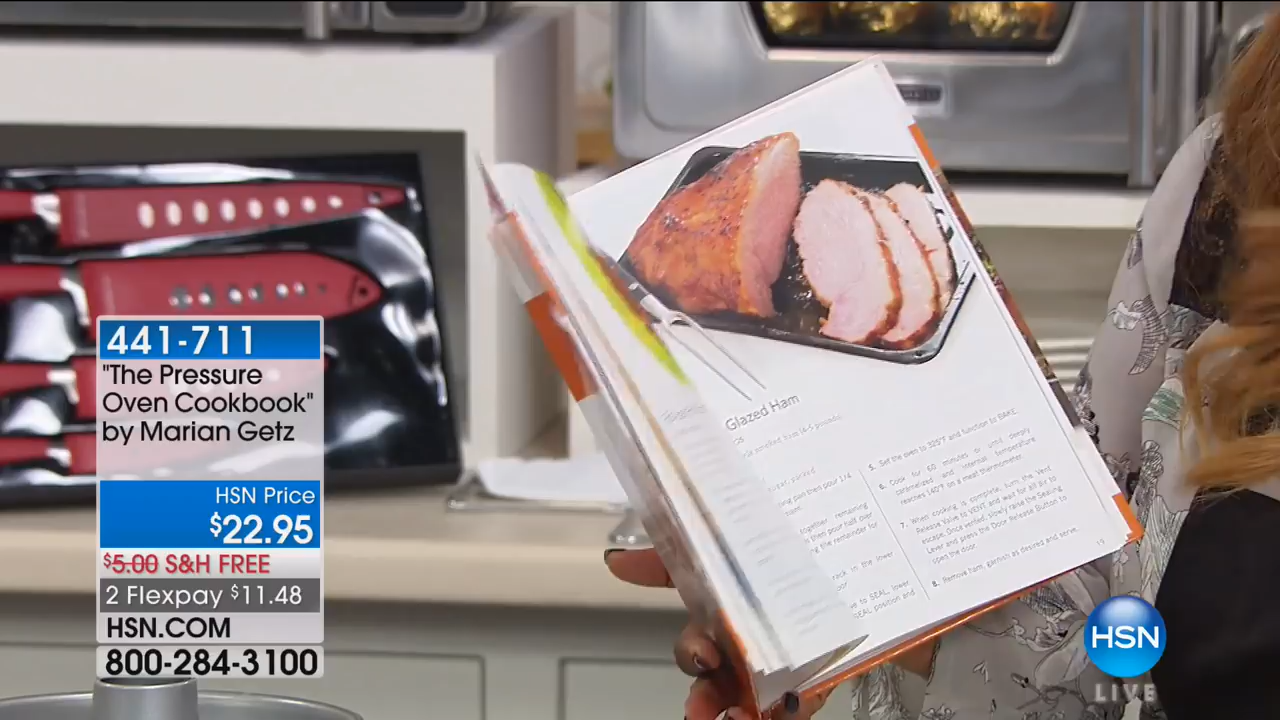 441-711
"The Pressure
Oven Cookbook"
by Marian Getz
HSN Price
$22.95
$5.00 S&H FREE
2 Flexpay $11.48
HSN.COM
800-284-3100
Glazed Ham
5. Set the oven to 325°F and function to BAKE.
6. Cook for 60 minutes or until deeply
caramelized and internal temperature
reaches 140°F on a meat thermometer.
7. When cooking is complete, turn the Vent
Release Valve to VENT and wait for all air to
escape. Once vented, slowly raise the Sealing
Lever and press the Door Release Button to
open the door.
8. Remove ham, garnish as desired and serve.
19
HSN
LIVE